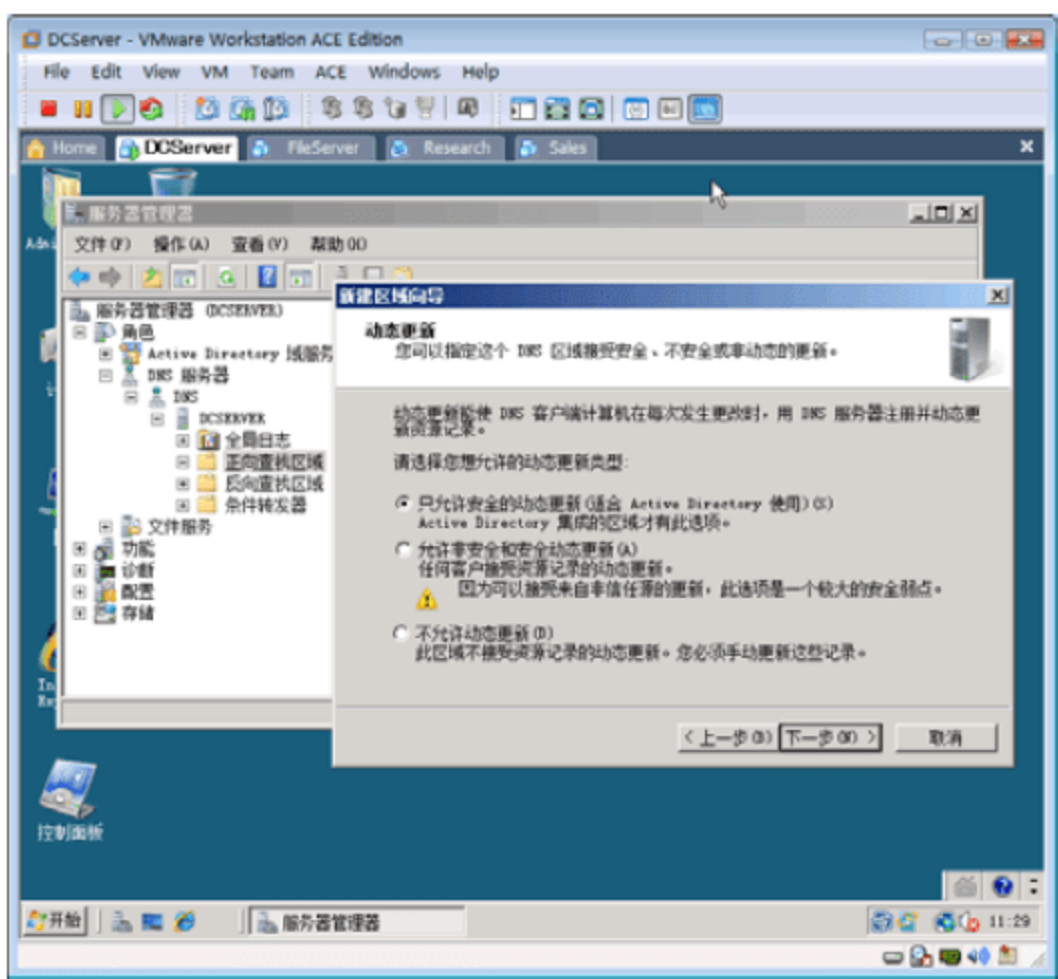 DCServer - VMware Workstation ACE Edition
File Edit View VM Team ACE Windows Help
Home DCServer FileServer Research Sales
服务器管理器
文件(F) 操作(A) 查看(V) 帮助(H)
新建区域向导
服务器管理器 (DCSERVER)
角色
Active Directory 域服务
DNS 服务器
DNS
DCSERVER
全局日志
正向查找区域
反向查找区域
条件转发器
文件服务
功能
诊断
配置
存储
动态更新
您可以指定这个 DNS 区域接受安全、不安全或非动态的更新。
动态更新能使 DNS 客户端计算机在每次发生更改时，用 DNS 服务器注册并动态更
新资源记录。
请选择您想允许的动态更新类型:
只允许安全的动态更新(适合 Active Directory 使用)(S)
Active Directory 集成的区域才有此选项。
允许非安全和安全动态更新(A)
任何客户接受资源记录的动态更新。
因为可以接受来自非信任源的更新，此选项是一个较大的安全弱点。
不允许动态更新(D)
此区域不接受资源记录的动态更新。您必须手动更新这些记录。
< 上一步(B) 下一步(N) > 取消
控制面板
开始 服务器管理器 11:29